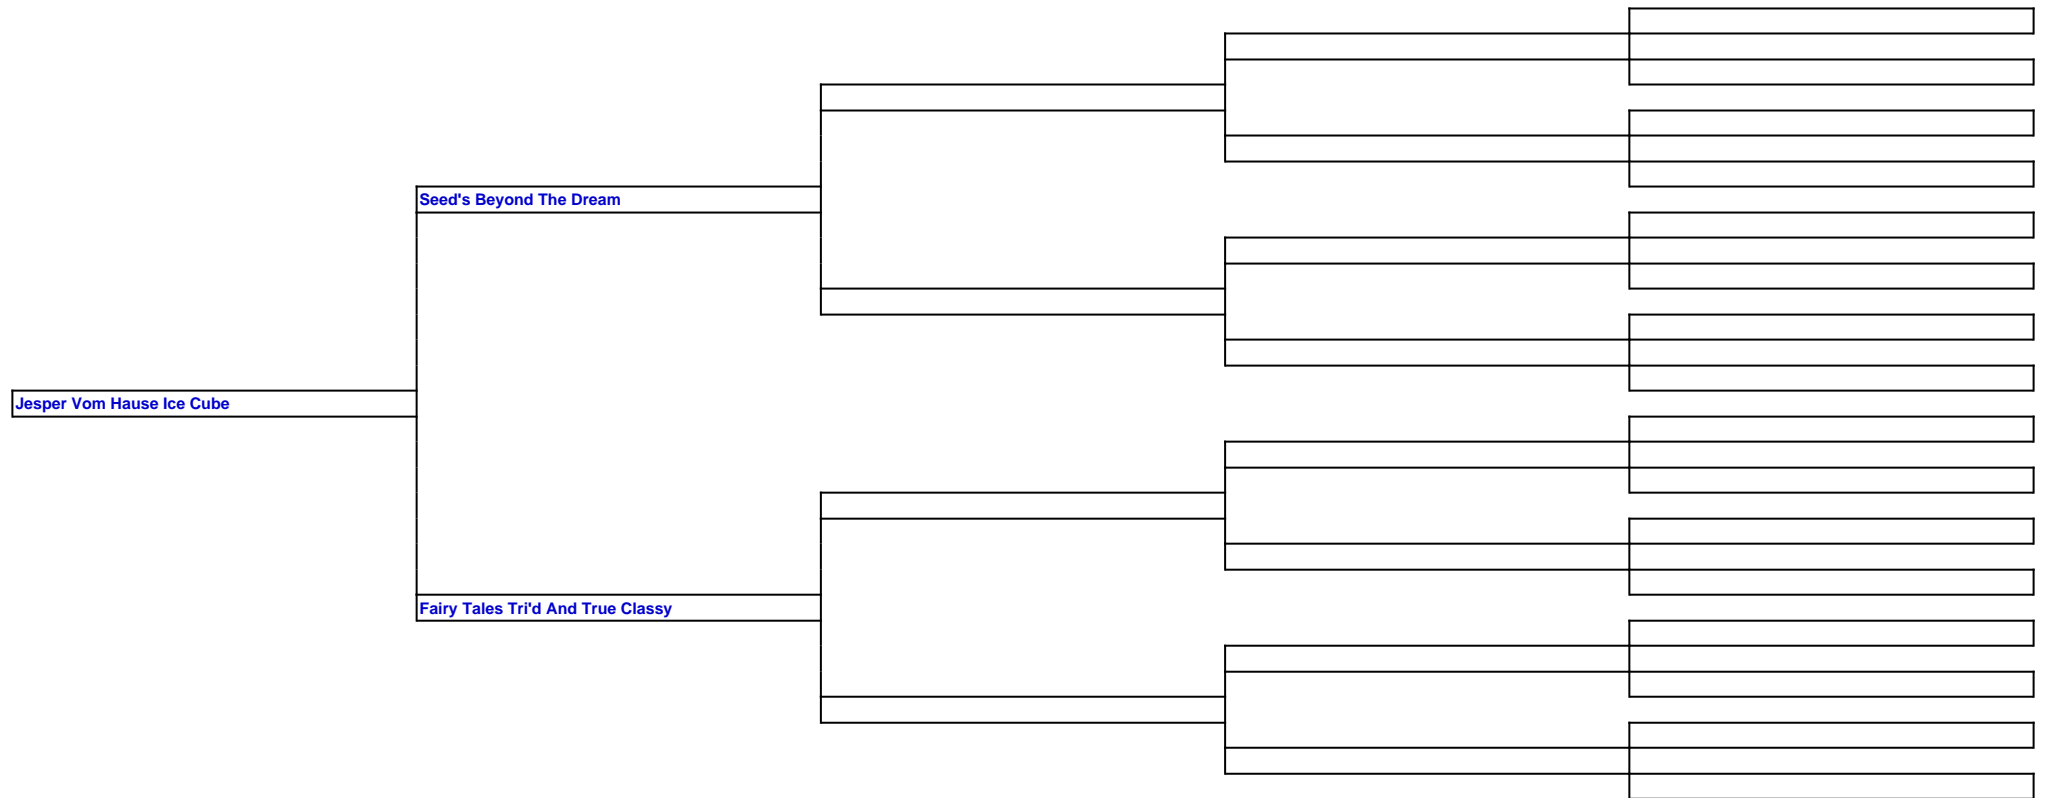 Seed's Beyond The Dream
Jesper Vom Hause Ice Cube
Fairy Tales Tri'd And True Classy